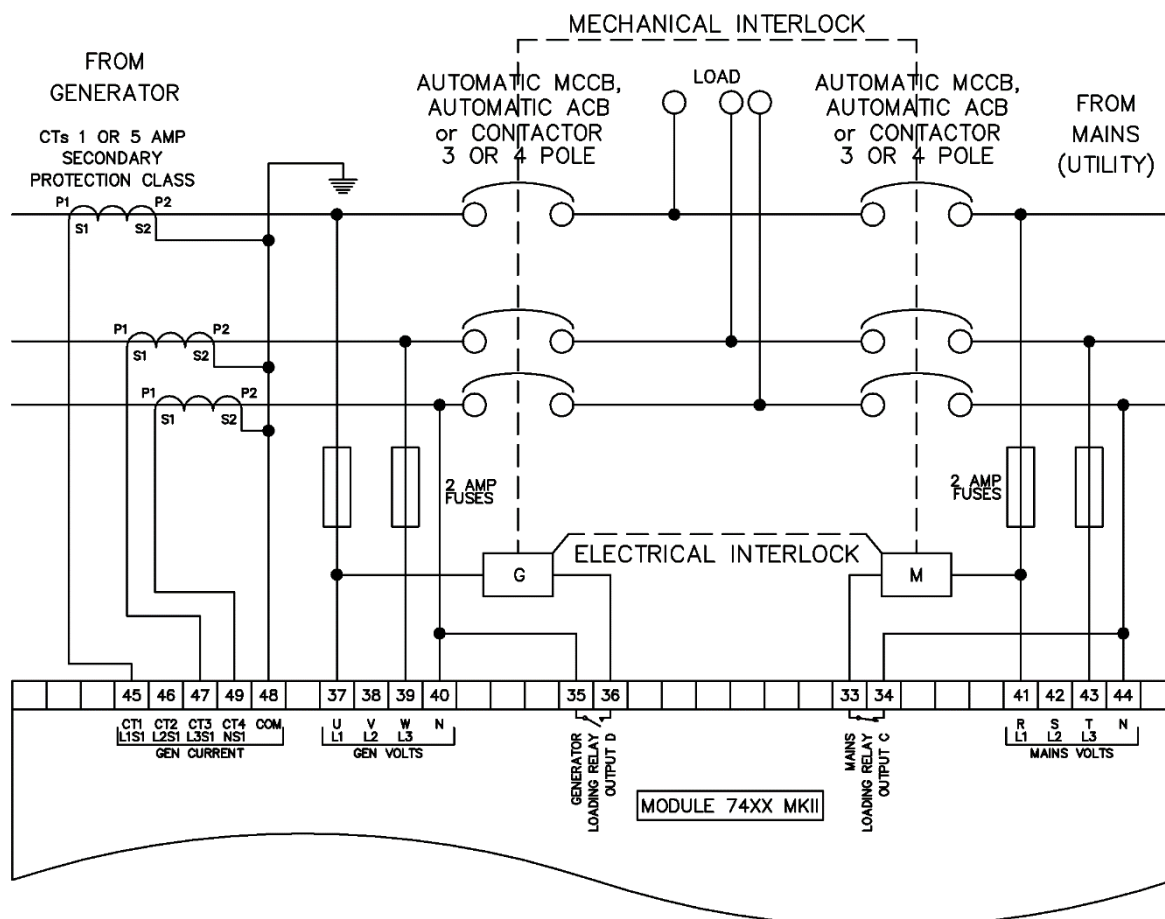 MECHANICAL INTERLOCK
FROM
GENERATOR
CTs 1 OR 5 AMP
SECONDARY
PROTECTION CLASS
AUTOMATIC MCCB,
AUTOMATIC ACB
or CONTACTOR
3 OR 4 POLE
LOAD
AUTOMATIC MCCB,
AUTOMATIC ACB
or CONTACTOR
3 OR 4 POLE
FROM
MAINS
(UTILITY)
P1 P2
S1 S2
P1 P2
S1 S2
P1 P2
S1 S2
2 AMP
FUSES
2 AMP
FUSES
ELECTRICAL INTERLOCK
G
M
45 46 47 49 48 37 38 39 40 35 36 33 34 41 42 43 44
CT1 CT2 CT3 CT4 COM
L1S1 L2S1 L3S1 NS1
GEN CURRENT
U V W N
L1 L2 L3
GEN VOLTS
GENERATOR
LOADING RELAY
OUTPUT D
MAINS
LOADING RELAY
OUTPUT C
R S T N
L1 L2 L3
MAINS VOLTS
MODULE 74XX MKII